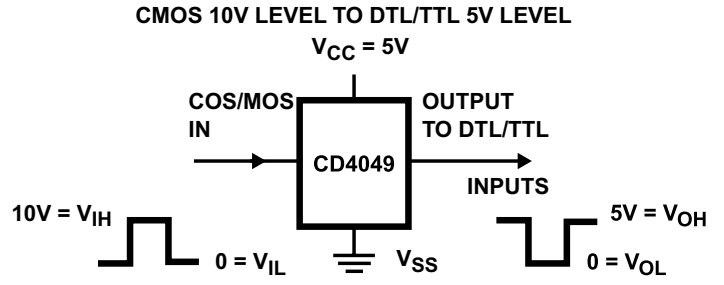 CMOS 10V LEVEL TO DTL/TTL 5V LEVEL
VCC = 5V
COS/MOS
IN
OUTPUT
TO DTL/TTL
CD4049
INPUTS
10V = VIH
0 = VIL
VSS
5V = VOH
0 = VOL